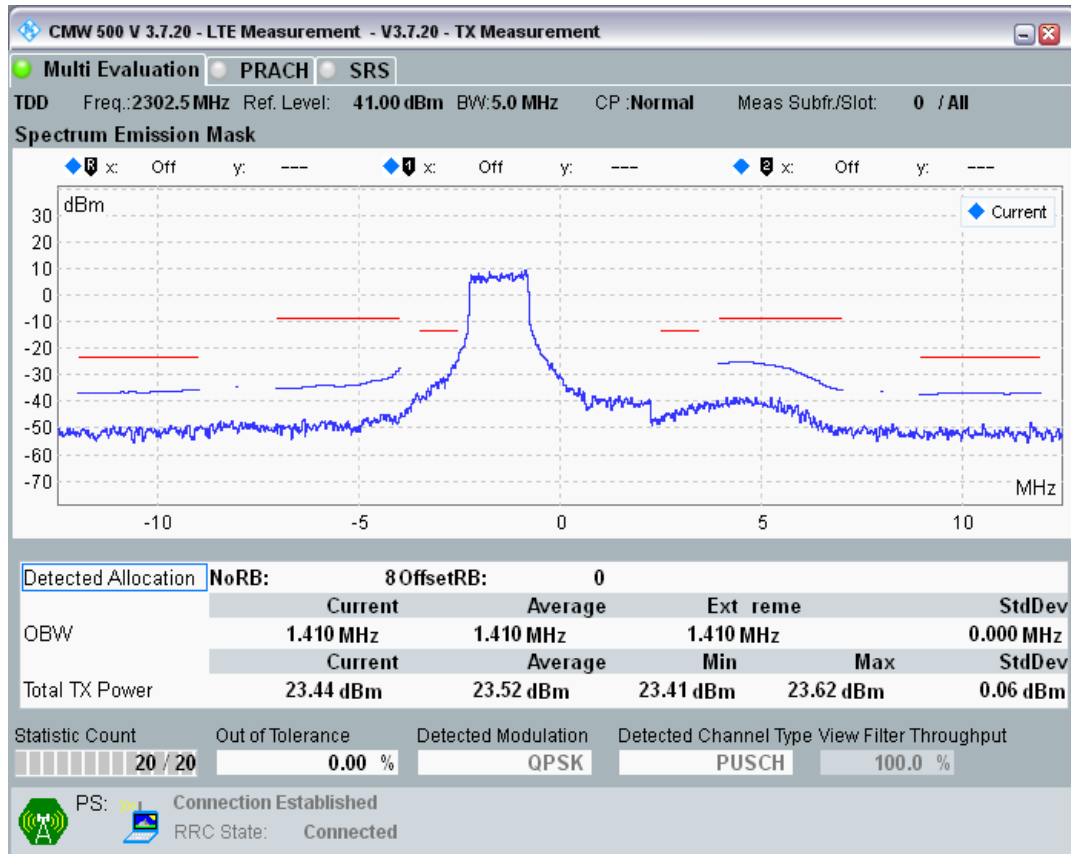 CMW 500 V 3.7.20 - LTE Measurement - V3.7.20 - TX Measurement
Multi Evaluation PRACH SRS
TDD Freq.:2302.5 MHz Ref. Level: 41.00 dBm BW:5.0 MHz CP :Normal Meas Subfr./Slot: 0 / All
Spectrum Emission Mask
R x: Off y: --- 1 x: Off y: --- 2 x: Off y: ---
dBm
Current
30
20
10
0
-10
-20
-30
-40
-50
-60
-70
MHz
-10 -5 0 5 10
Detected Allocation NoRB: 8 OffsetRB: 0
Current Average Ext reme StdDev
OBW 1.410 MHz 1.410 MHz 1.410 MHz 0.000 MHz
Current Average Min Max StdDev
Total TX Power 23.44 dBm 23.52 dBm 23.41 dBm 23.62 dBm 0.06 dBm
Statistic Count Out of Tolerance Detected Modulation Detected Channel Type View Filter Throughput
20 / 20 0.00 % QPSK PUSCH 100.0 %
PS: Connection Established
RRC State: Connected